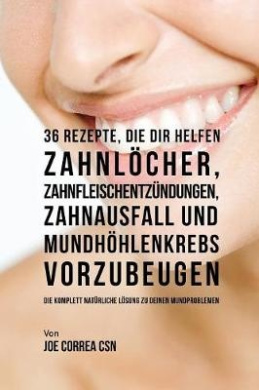 36 REZEPTE, DIE DIR HELFEN
ZAHNLÖCHER,
ZAHNFLEISCHENTZÜNDUNGEN,
ZAHNAUSFALL UND
MUNDHÖHLENKREBS
VORZUBEUGEN
DIE KOMPLETT NATÜRLICHE LÖSUNG ZU DEINEN MUNDPROBLEMEN
Von
JOE CORREA CSN